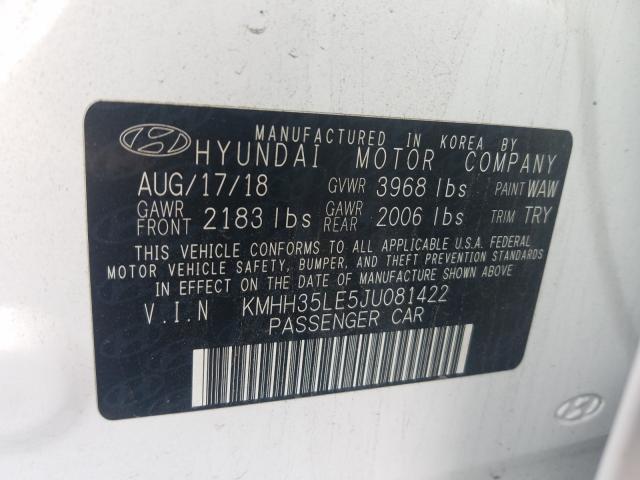 MANUFACTURED IN KOREA BY
HYUNDAI MOTOR COMPANY
AUG/17/18 GVWR 3968 lbs PAINT WAW
GAWR FRONT 2183 lbs GAWR REAR 2006 lbs TRIM TRY
THIS VEHICLE CONFORMS TO ALL APPLICABLE U.S.A. FEDERAL
MOTOR VEHICLE SAFETY, BUMPER, AND THEFT PREVENTION STANDARDS
IN EFFECT ON THE DATE OF MANUFACTURE SHOWN ABOVE
V.I.N KMHH35LE5JU081422
PASSENGER CAR